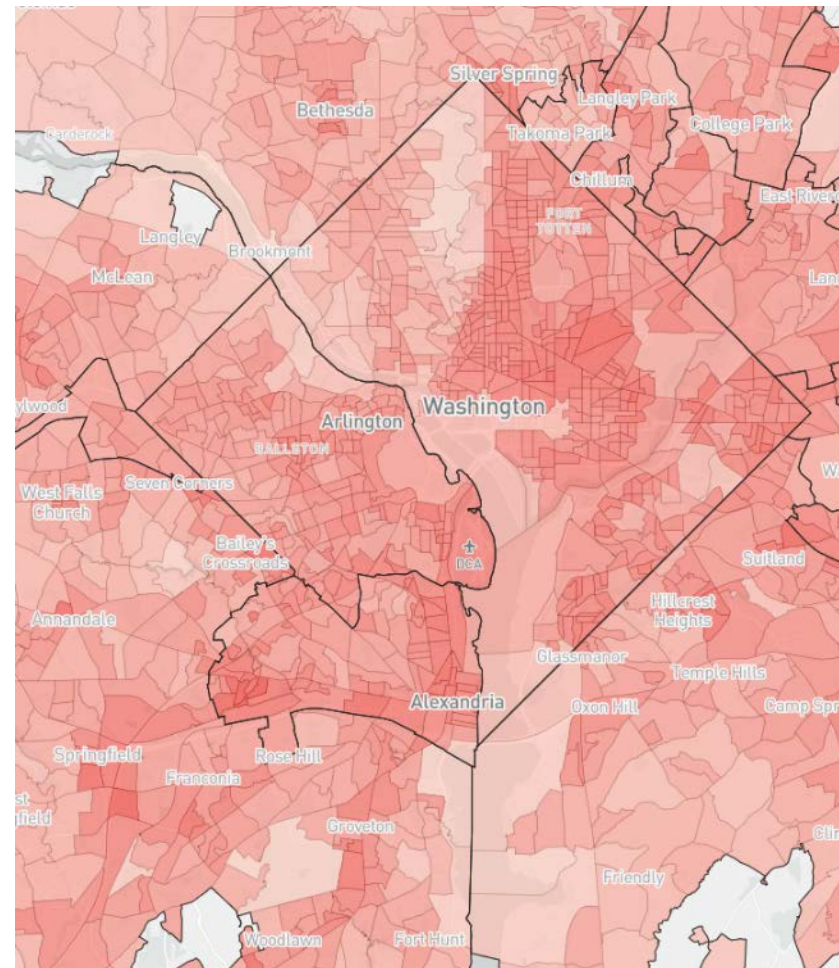 Silver Spring
Bethesda
Langley Park
College Park
Carderock
Takoma Park
Chillum
Langley
FORT
TOTTEN
Brookmont
McLean
Washington
Arlington
BALLSTON
Seven Corners
West Falls
Church
Bailey's
Crossroads
DCA
Suitland
Hillcrest
Heights
Annandale
Glassmanor
Temple Hills
Alexandria
Oxon Hill
Camp Spr
Springfield
Rose Hill
Franconia
Groveton
Friendly
Woodlawn
Fort Hunt